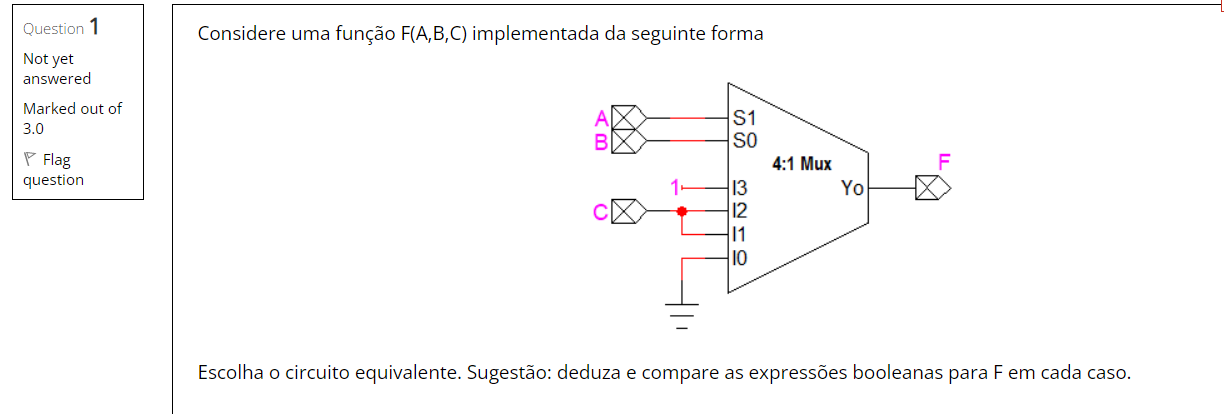 Question 1
Not yet
answered
Marked out of
3.0
Flag
question
Considere uma função F(A,B,C) implementada da seguinte forma
A
B
S1
S0
4:1 Mux
F
1
I3
Yo
C
I2
I1
I0
Escolha o circuito equivalente. Sugestão: deduza e compare as expressões booleanas para F em cada caso.